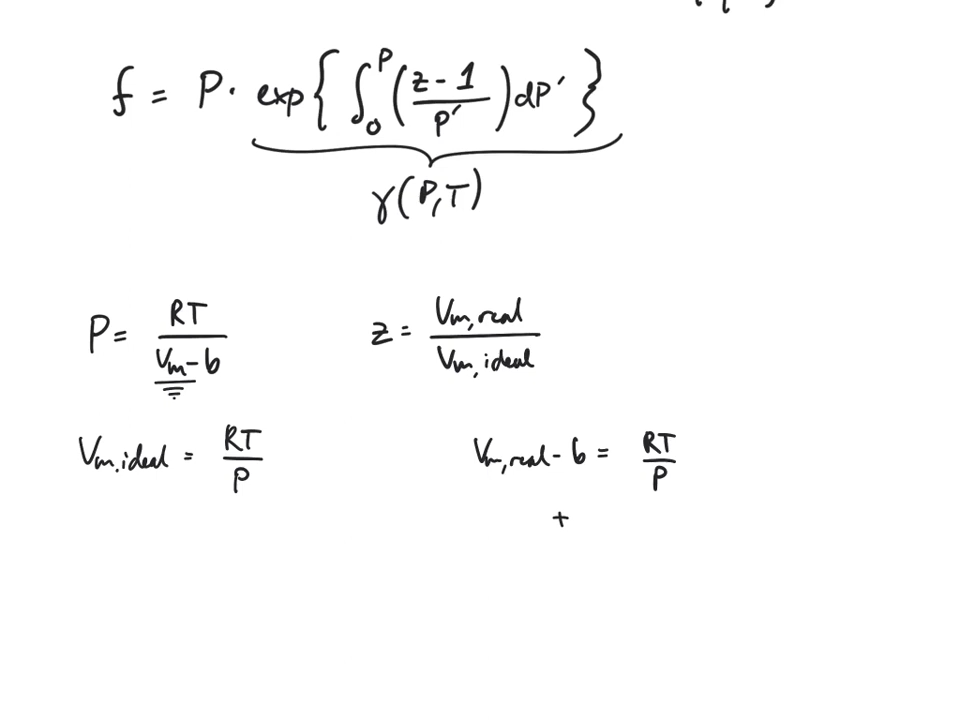 f = P · exp{ ∫₀ᴾ ( (z - 1) / P′ ) dP′ }
γ(P,T)
P = RT / (Vm - b)    z = Vm,real / Vm,ideal
Vm,ideal = RT / P    Vm,real - b = RT / P
+